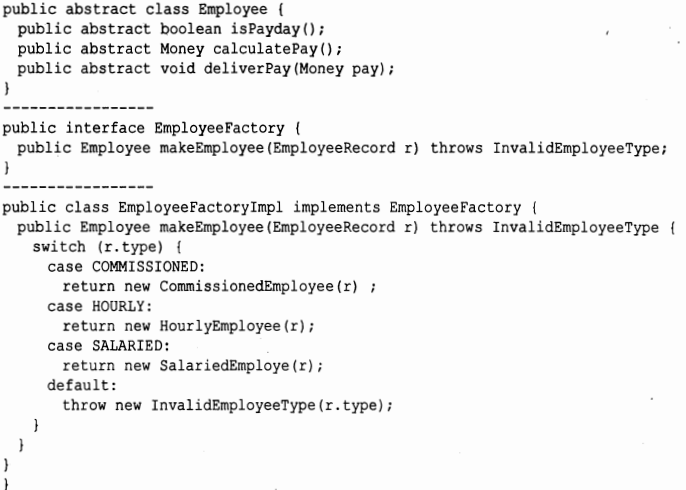 public abstract class Employee {
  public abstract boolean isPayday();
  public abstract Money calculatePay();
  public abstract void deliverPay(Money pay);
}
-----------------
public interface EmployeeFactory {
  public Employee makeEmployee(EmployeeRecord r) throws InvalidEmployeeType;
}
-----------------
public class EmployeeFactoryImpl implements EmployeeFactory {
  public Employee makeEmployee(EmployeeRecord r) throws InvalidEmployeeType {
    switch (r.type) {
      case COMMISSIONED:
        return new CommissionedEmployee(r) ;
      case HOURLY:
        return new HourlyEmployee(r);
      case SALARIED:
        return new SalariedEmploye(r);
      default:
        throw new InvalidEmployeeType(r.type);
    }
  }
}
}